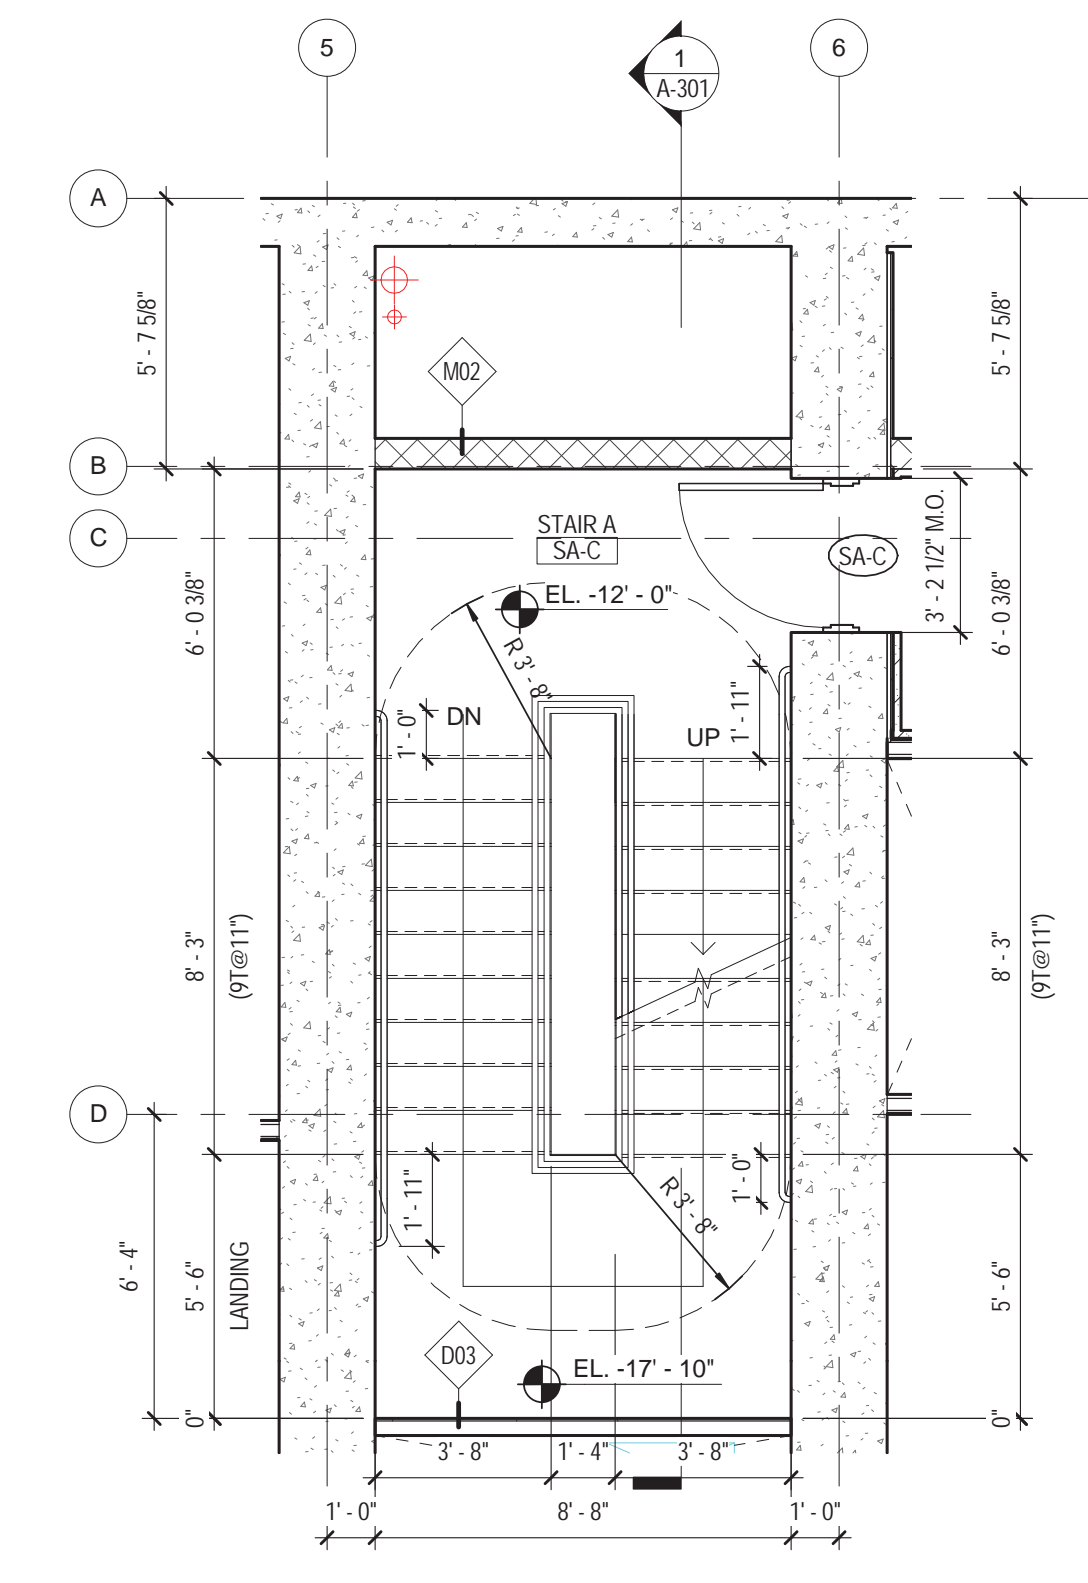 5
1
A-301
6
A
5' - 7 5/8"
5' - 7 5/8"
M02
B
C
STAIR A
SA-C
SA-C
3' - 2 1/2" M.O.
6' - 0 3/8"
6' - 0 3/8"
EL. -12' - 0"
R 3' - 8"
1' - 0"
DN
UP
1' - 11"
8' - 3"
(9T@11")
8' - 3"
(9T@11")
D
1' - 11"
1' - 0"
R 3' - 8"
6' - 4"
5' - 6"
LANDING
5' - 6"
D03
EL. -17' - 10"
0"
0"
3' - 8"
1' - 4"
3' - 8"
1' - 0"
8' - 8"
1' - 0"